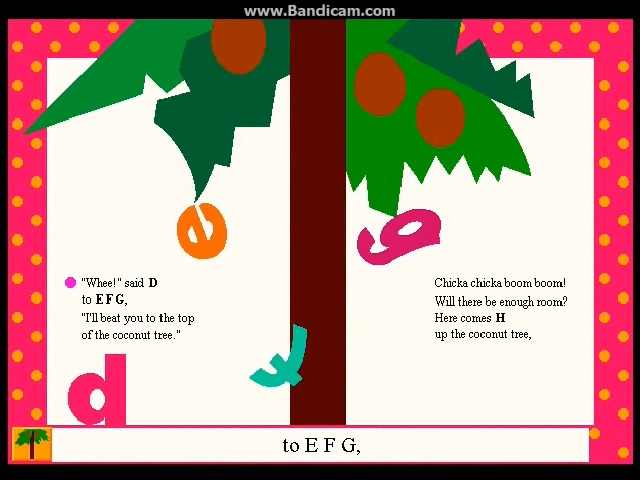 www.Bandicam.com
e
g
"Whee!" said D
to E F G,
"I'll beat you to the top
of the coconut tree."
Chicka chicka boom boom!
Will there be enough room?
Here comes H
up the coconut tree,
f
d
to E F G,